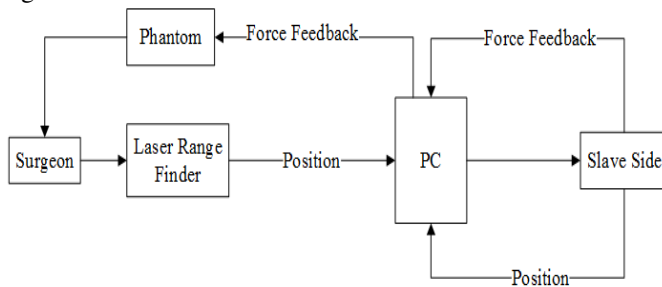 Phantom
Force Feedback
Force Feedback
Surgeon
Laser Range
Finder
Position
PC
Slave Side
Position